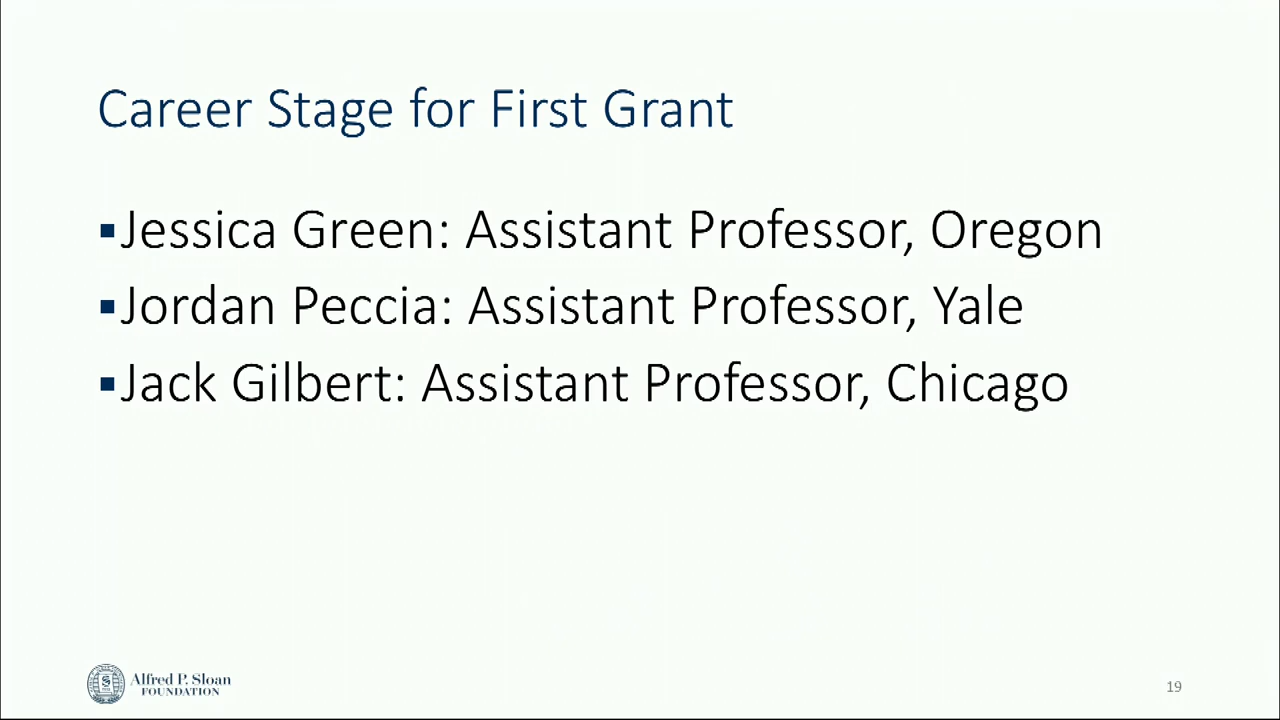 Career Stage for First Grant
▪Jessica Green: Assistant Professor, Oregon
▪Jordan Peccia: Assistant Professor, Yale
▪Jack Gilbert: Assistant Professor, Chicago
Alfred P. Sloan
FOUNDATION
19